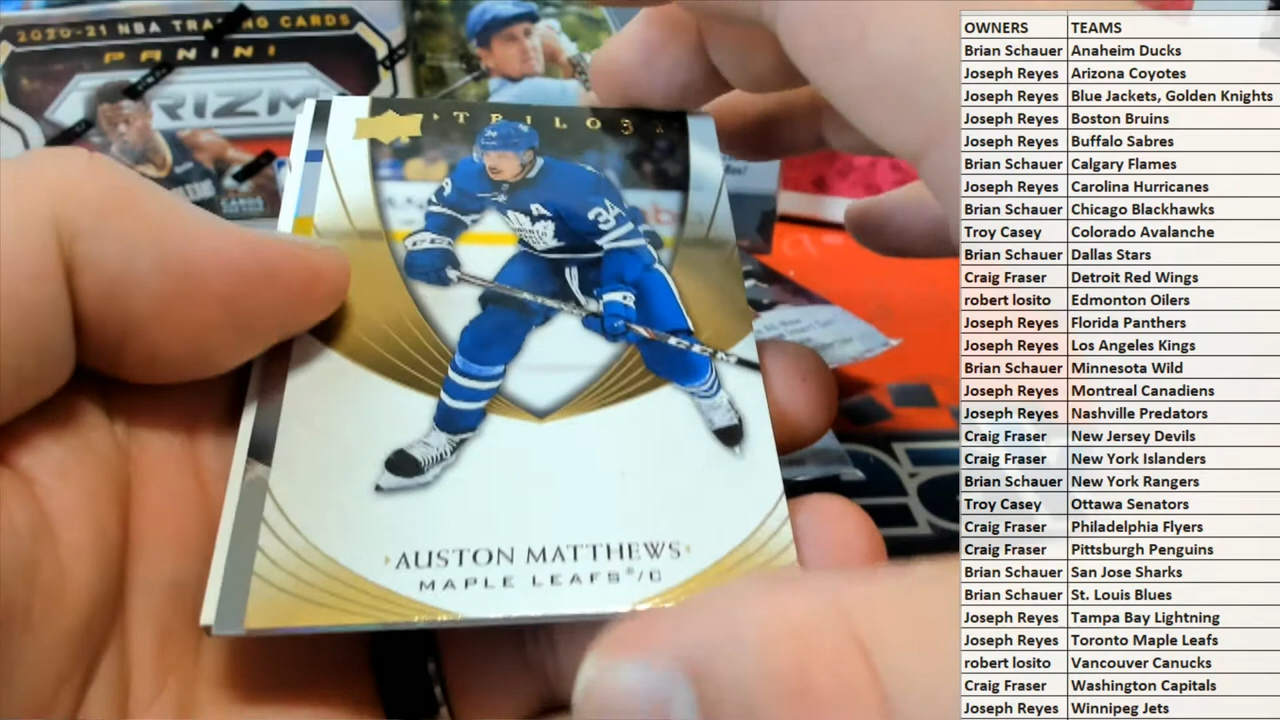 2020-21 NBA TRADING CARDS
PANINI
PRIZM
TRILOGY
34
A
34
CCM
AUSTON MATTHEWS
MAPLE LEAFS®/C
OWNERS TEAMS
Brian Schauer Anaheim Ducks
Joseph Reyes Arizona Coyotes
Joseph Reyes Blue Jackets, Golden Knights
Joseph Reyes Boston Bruins
Joseph Reyes Buffalo Sabres
Brian Schauer Calgary Flames
Joseph Reyes Carolina Hurricanes
Brian Schauer Chicago Blackhawks
Troy Casey Colorado Avalanche
Brian Schauer Dallas Stars
Craig Fraser Detroit Red Wings
robert losito Edmonton Oilers
Joseph Reyes Florida Panthers
Joseph Reyes Los Angeles Kings
Brian Schauer Minnesota Wild
Joseph Reyes Montreal Canadiens
Joseph Reyes Nashville Predators
Craig Fraser New Jersey Devils
Craig Fraser New York Islanders
Brian Schauer New York Rangers
Troy Casey Ottawa Senators
Craig Fraser Philadelphia Flyers
Craig Fraser Pittsburgh Penguins
Brian Schauer San Jose Sharks
Brian Schauer St. Louis Blues
Joseph Reyes Tampa Bay Lightning
Joseph Reyes Toronto Maple Leafs
robert losito Vancouver Canucks
Craig Fraser Washington Capitals
Joseph Reyes Winnipeg Jets